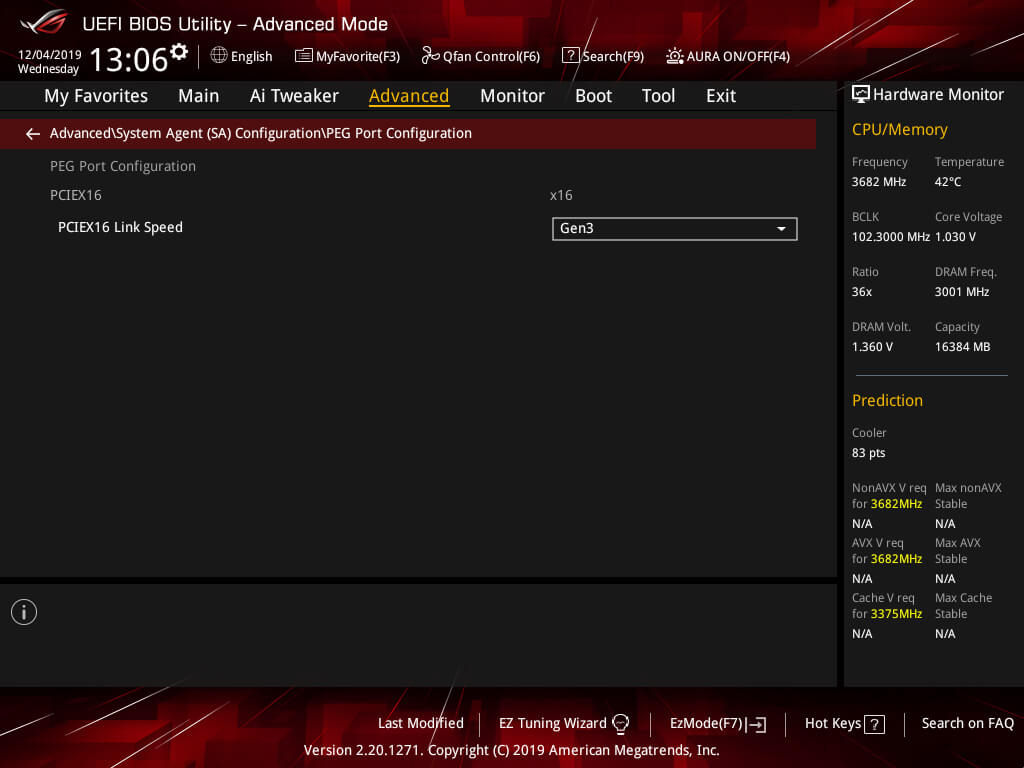 UEFI BIOS Utility – Advanced Mode
12/04/2019
Wednesday
13:06
English
MyFavorite(F3)
Qfan Control(F6)
? Search(F9)
AURA ON/OFF(F4)
My Favorites Main Ai Tweaker Advanced Monitor Boot Tool Exit
← Advanced\System Agent (SA) Configuration\PEG Port Configuration
PEG Port Configuration
PCIEX16 x16
PCIEX16 Link Speed Gen3
i
Hardware Monitor
CPU/Memory
Frequency Temperature
3682 MHz 42°C
BCLK Core Voltage
102.3000 MHz 1.030 V
Ratio DRAM Freq.
36x 3001 MHz
DRAM Volt. Capacity
1.360 V 16384 MB
Prediction
Cooler
83 pts
NonAVX V req Max nonAVX
for 3682MHz Stable
N/A N/A
AVX V req Max AVX
for 3682MHz Stable
N/A N/A
Cache V req Max Cache
for 3375MHz Stable
N/A N/A
Last Modified EZ Tuning Wizard EzMode(F7) Hot Keys ? Search on FAQ
Version 2.20.1271. Copyright (C) 2019 American Megatrends, Inc.